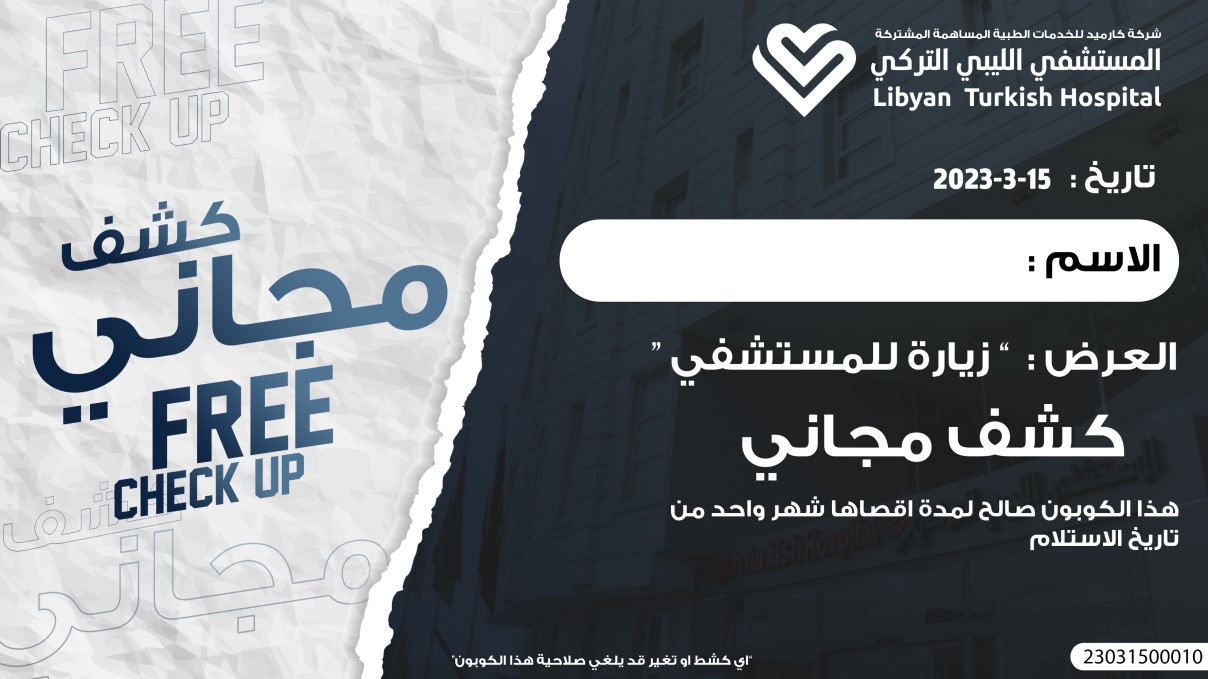 شركة كارميد للخدمات الطبية المساهمة المشتركة
المستشفي الليبي التركي
Libyan Turkish Hospital
تاريخ : 2023-3-15
الاسم :
العرض : “ زيارة للمستشفي ”
كشف مجاني
هذا الكوبون صالح لمدة اقصاها شهر واحد من
تاريخ الاستلام
FREE
CHECK UP
كشف
مجاني
FREE
CHECK UP
كشف
مجاني
"اي كشط او تغير قد يلغي صلاحية هذا الكوبون"
23031500010